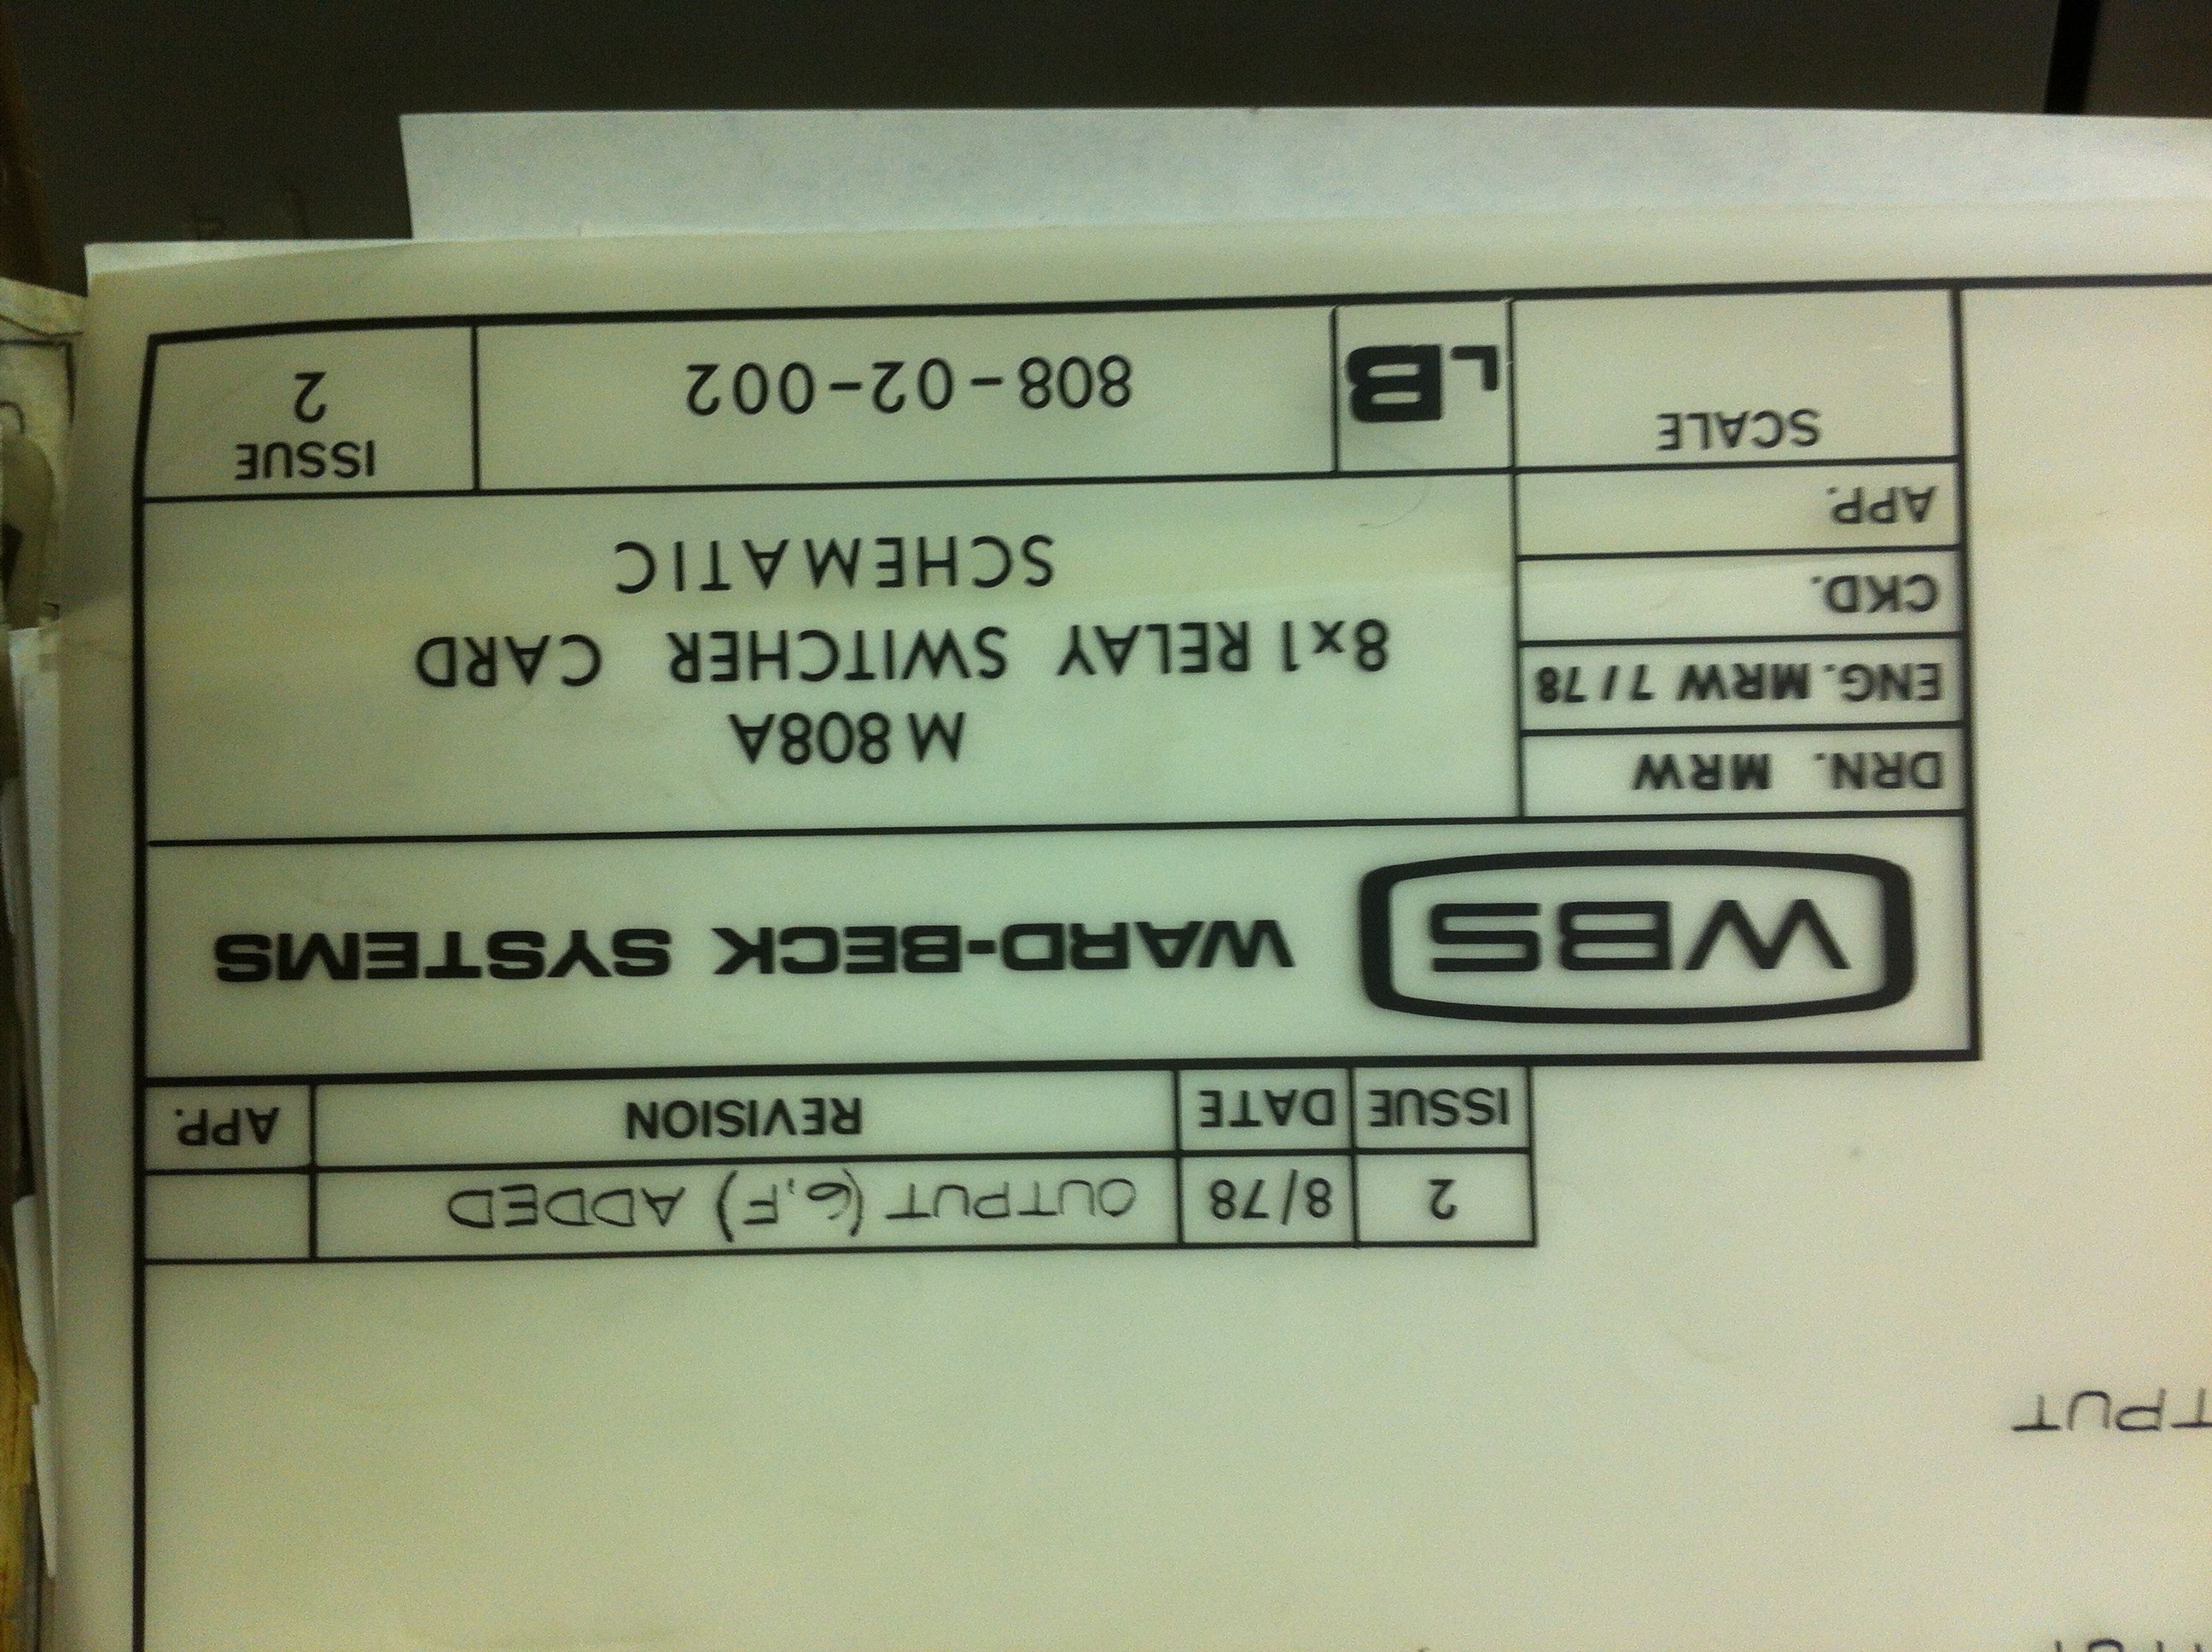 TPUT
2 8/78 OUTPUT (6,F) ADDED
ISSUE DATE REVISION APP.
WBS WARD-BECK SYSTEMS
DRN. MRW
ENG. MRW 7/78
CKD.
APP.
SCALE
M 808A
8x1 RELAY SWITCHER CARD
SCHEMATIC
LB
808-02-002
ISSUE
2